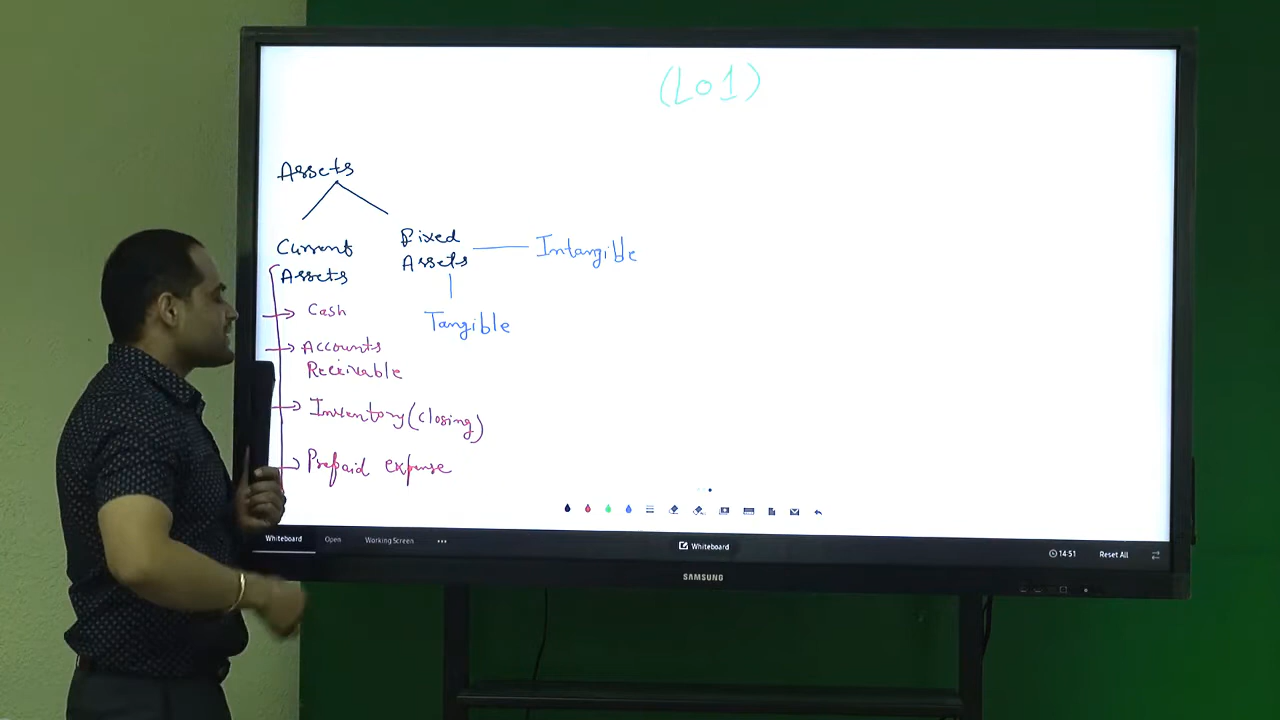 (LO1)
Assets
Current
Assets
Fixed
Assets
Intangible
Tangible
Cash
Accounts
Receivable
Inventory (closing)
Prepaid expense
Whiteboard
Open
Working Screen
Whiteboard
14:51
Reset All
SAMSUNG